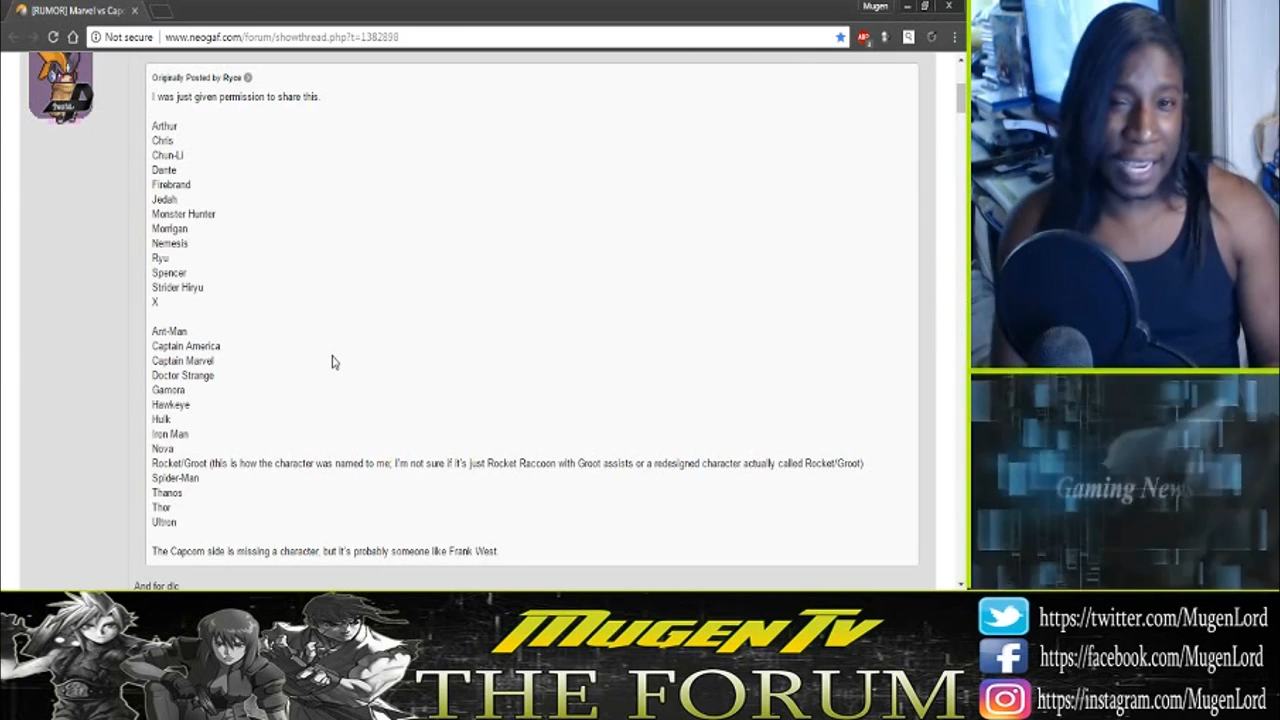 [RUMOR] Marvel vs Cap
Mugen
Not secure
www.neogaf.com/forum/showthread.php?t=1382898
ABP
Originally Posted by Ryce
I was just given permission to share this.
Arthur
Chris
Chun-Li
Dante
Firebrand
Jedah
Monster Hunter
Morrigan
Nemesis
Ryu
Spencer
Strider Hiryu
X
Ant-Man
Captain America
Captain Marvel
Doctor Strange
Gamora
Hawkeye
Hulk
Iron Man
Nova
Rocket/Groot (this is how the character was named to me; I'm not sure if it's just Rocket Raccoon with Groot assists or a redesigned character actually called Rocket/Groot)
Spider-Man
Thanos
Thor
Ultron
The Capcom side is missing a character, but it's probably someone like Frank West.
And for dlc
Gaming News
MUGEN TV
THE FORUM
https://twitter.com/MugenLord
https://facebook.com/MugenLord
https://instagram.com/MugenLord